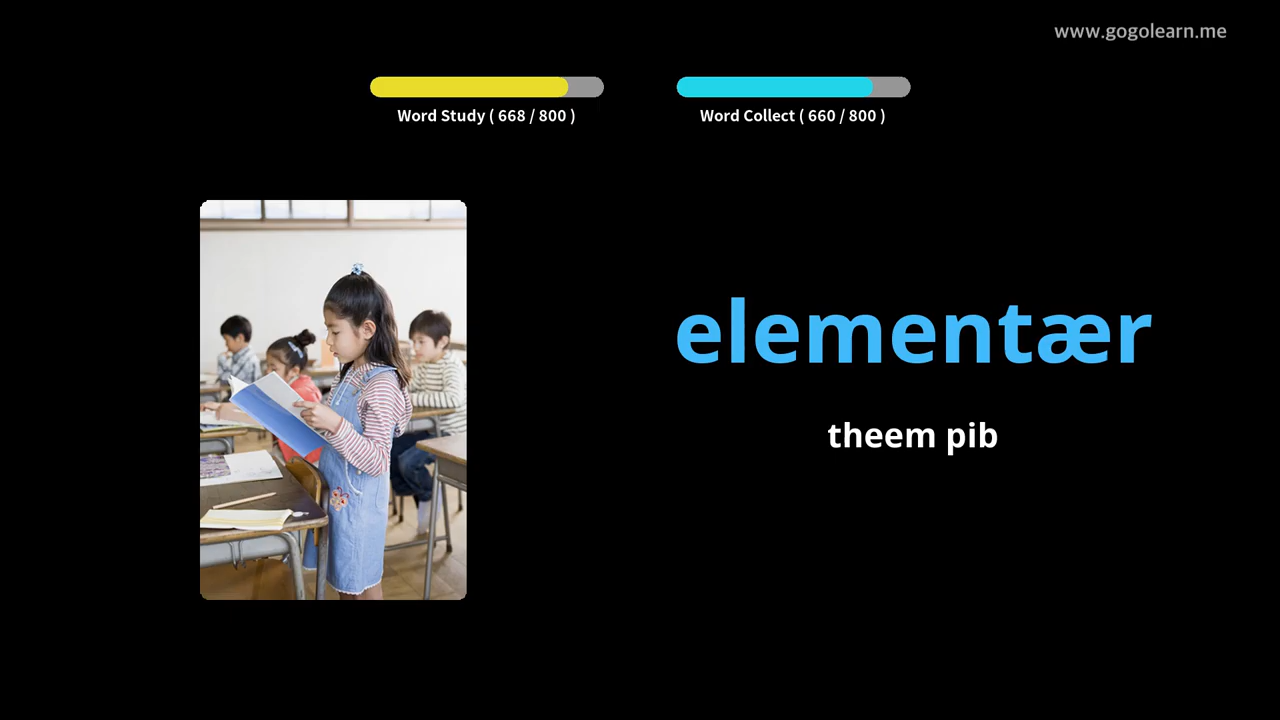 www.gogolearn.me
Word Study ( 668 / 800 )
Word Collect ( 660 / 800 )
elementær
theem pib